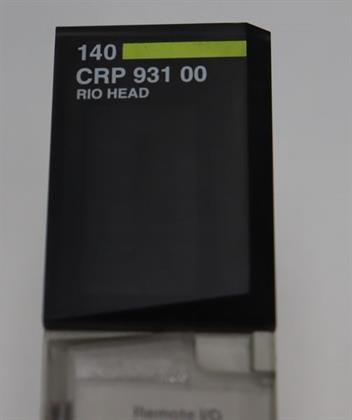 140
CRP 931 00
RIO HEAD
Remote I/O